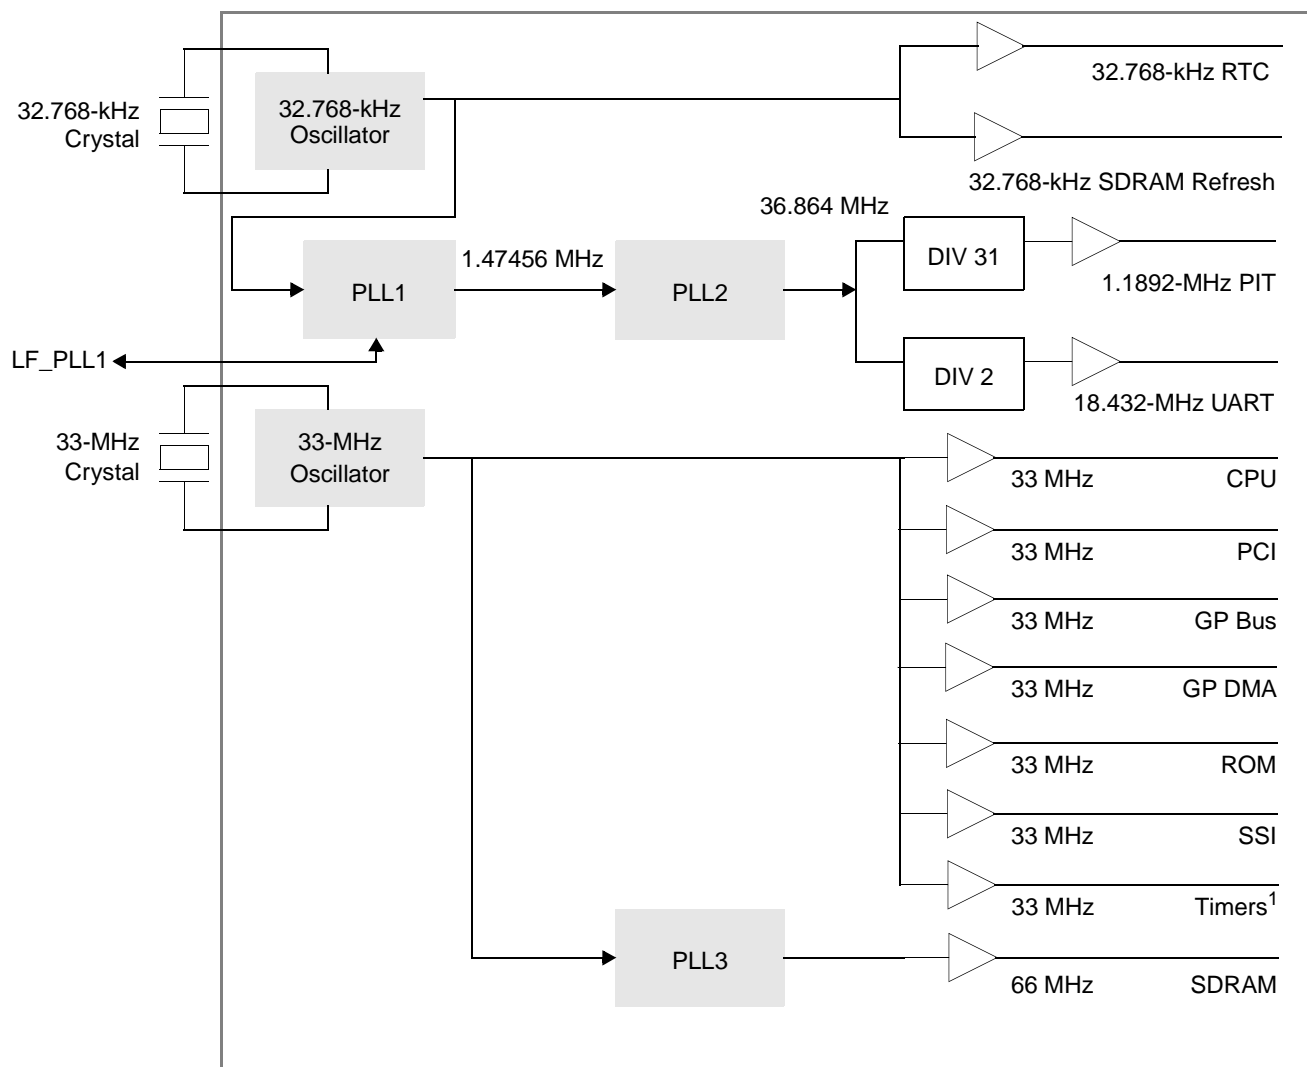 32.768-kHz
Crystal
32.768-kHz
Oscillator
32.768-kHz RTC
32.768-kHz SDRAM Refresh
36.864 MHz
1.47456 MHz
PLL1
PLL2
DIV 31
1.1892-MHz PIT
LF_PLL1
DIV 2
18.432-MHz UART
33-MHz
Crystal
33-MHz
Oscillator
33 MHz CPU
33 MHz PCI
33 MHz GP Bus
33 MHz GP DMA
33 MHz ROM
33 MHz SSI
33 MHz Timers¹
PLL3
66 MHz SDRAM